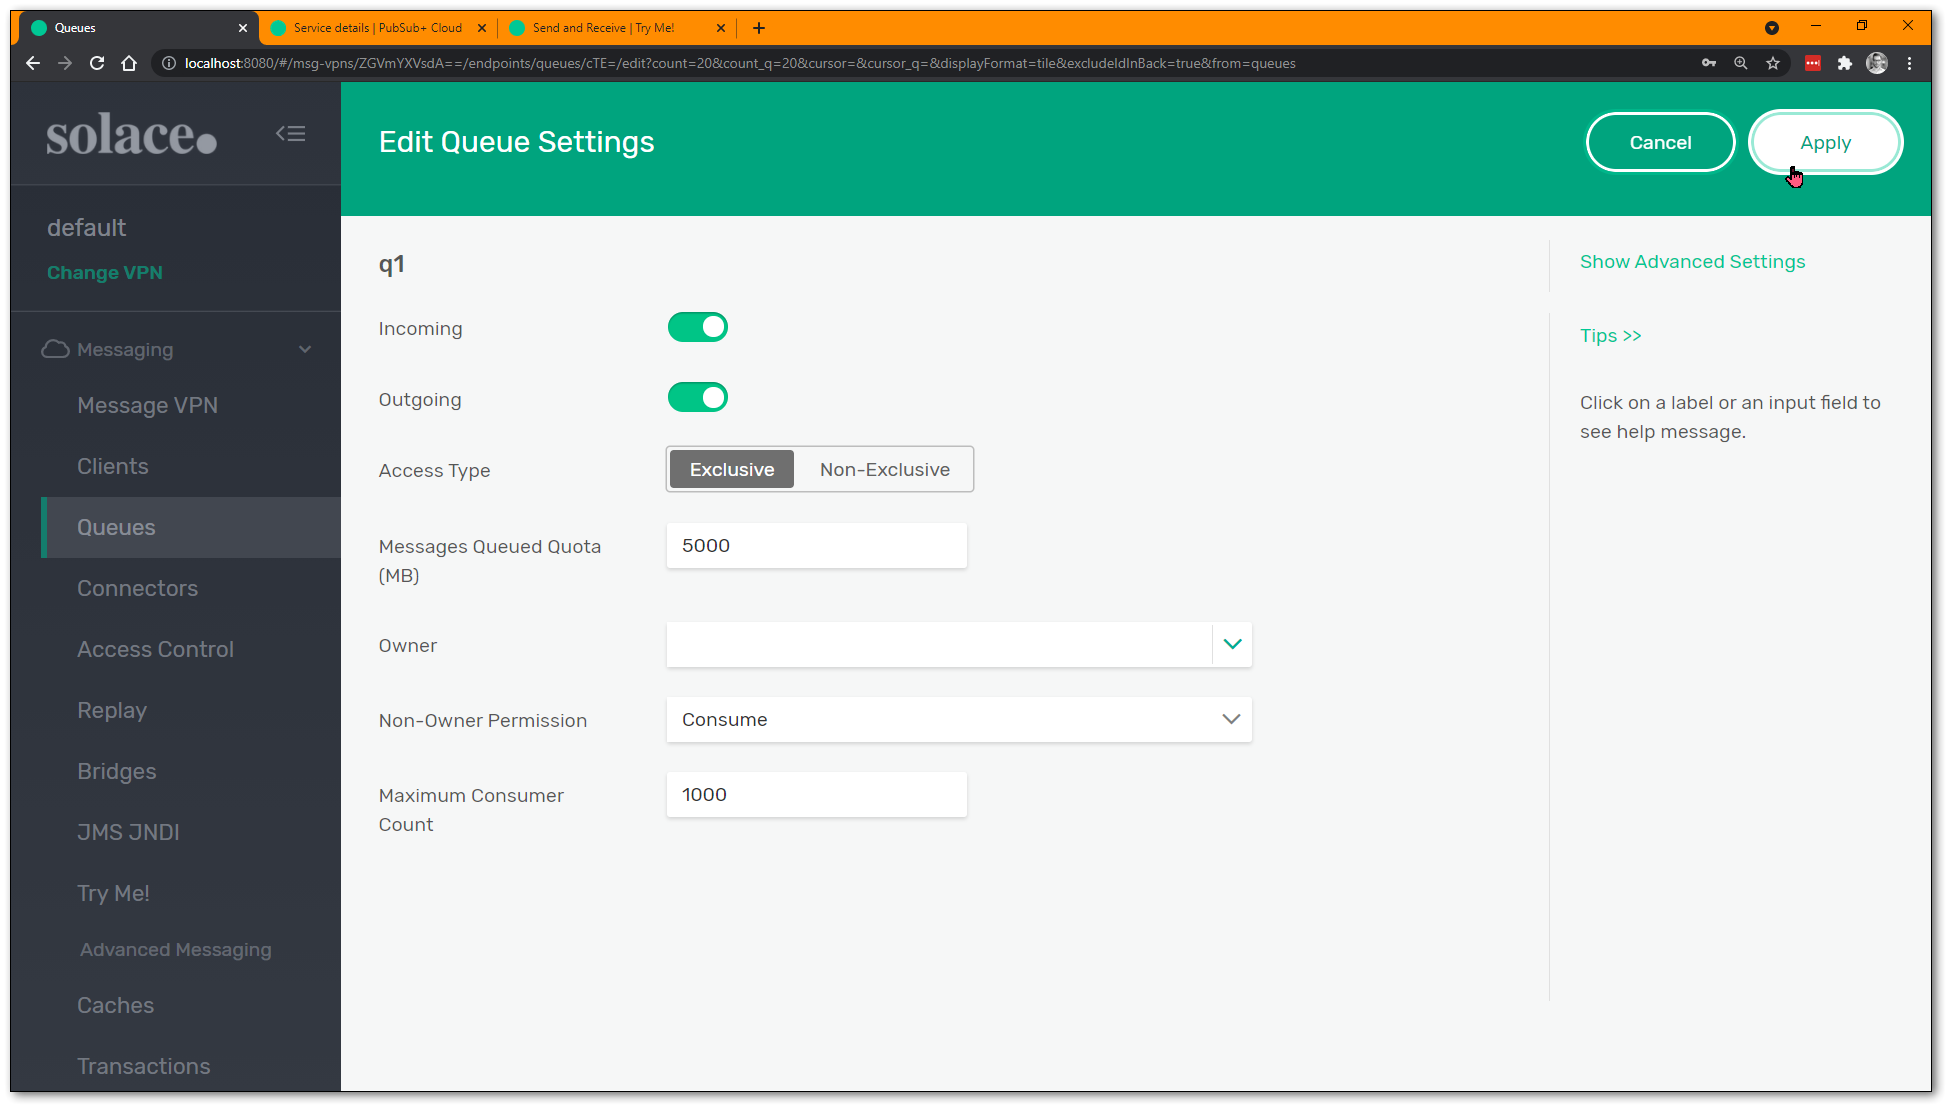 Queues
Service details | PubSub+ Cloud
Send and Receive | Try Me!
localhost:8080/#/msg-vpns/ZGVmYXVsdA==/endpoints/queues/cTE=/edit?count=20&count_q=20&cursor=&cursor_q=&displayFormat=tile&excludeIdInBack=true&from=queues
solace.
Edit Queue Settings
Cancel
Apply
default
Change VPN
Messaging
Message VPN
Clients
Queues
Connectors
Access Control
Replay
Bridges
JMS JNDI
Try Me!
Advanced Messaging
Caches
Transactions
q1
Incoming
Outgoing
Access Type
Exclusive
Non-Exclusive
Messages Queued Quota
(MB)
5000
Owner
Non-Owner Permission
Consume
Maximum Consumer
Count
1000
Show Advanced Settings
Tips >>
Click on a label or an input field to
see help message.